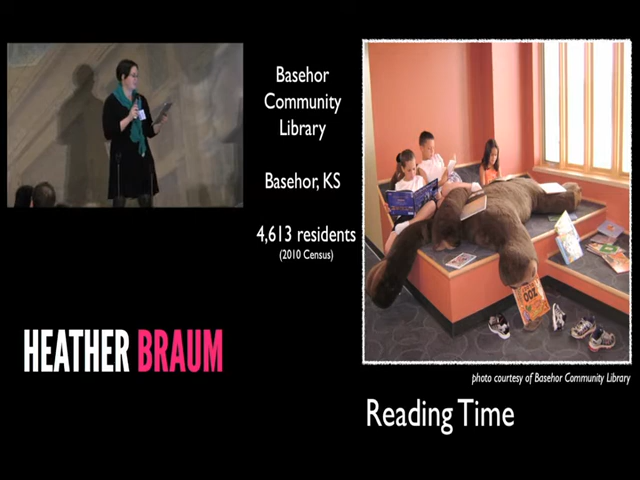 Basehor
Community
Library
Basehor, KS
4,613 residents
(2010 Census)
HEATHER BRAUM
ZOO
photo courtesy of Basehor Community Library
Reading Time